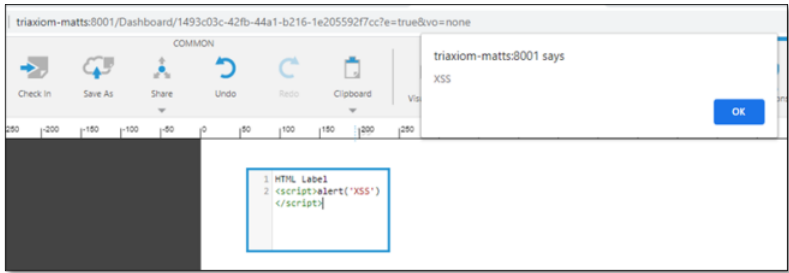 triaxiom-matts:8001/Dashboard/1493c03c-42fb-44a1-b216-1e205592f7cc?e=true&vo=none
triaxiom-matts:8001 says
XSS
OK
COMMON
Check In
Save As
Share
Undo
Redo
Clipboard
Vis
250 -200 -150 -100 -50 0 50 100 150 200 250
1 HTML Label
2 <script>alert('XSS')
</script>